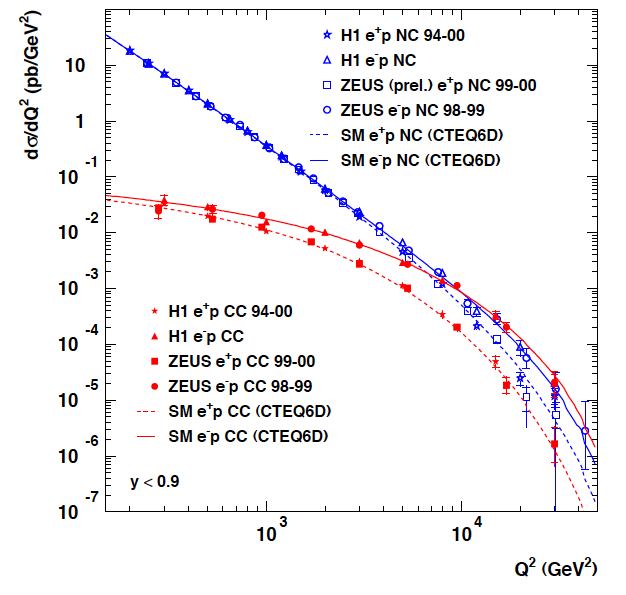 dσ/dQ² (pb/GeV²)
10
1
10 -1
10 -2
10 -3
10 -4
10 -5
10 -6
10 -7
H1 e⁺p NC 94-00
H1 e⁻p NC
ZEUS (prel.) e⁺p NC 99-00
ZEUS e⁻p NC 98-99
SM e⁺p NC (CTEQ6D)
SM e⁻p NC (CTEQ6D)
H1 e⁺p CC 94-00
H1 e⁻p CC
ZEUS e⁺p CC 99-00
ZEUS e⁻p CC 98-99
SM e⁺p CC (CTEQ6D)
SM e⁻p CC (CTEQ6D)
y < 0.9
10³
10⁴
Q² (GeV²)